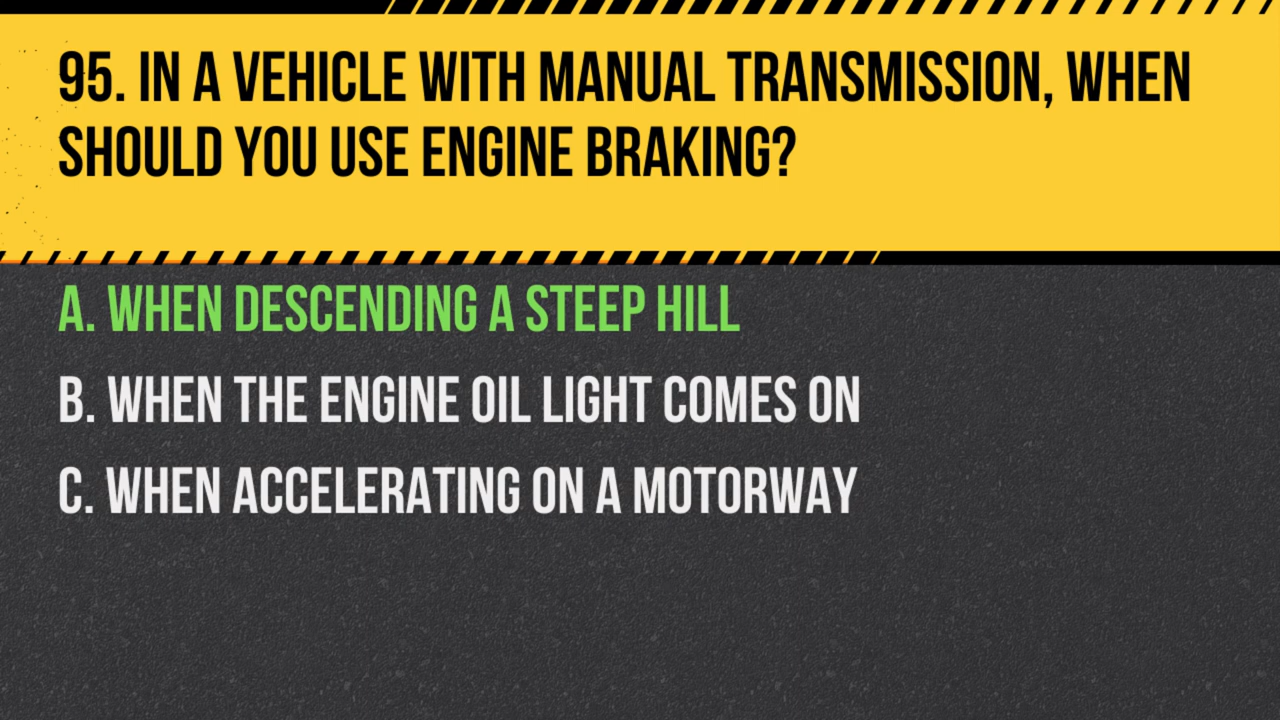 95. IN A VEHICLE WITH MANUAL TRANSMISSION, WHEN
SHOULD YOU USE ENGINE BRAKING?
A. WHEN DESCENDING A STEEP HILL
B. WHEN THE ENGINE OIL LIGHT COMES ON
C. WHEN ACCELERATING ON A MOTORWAY